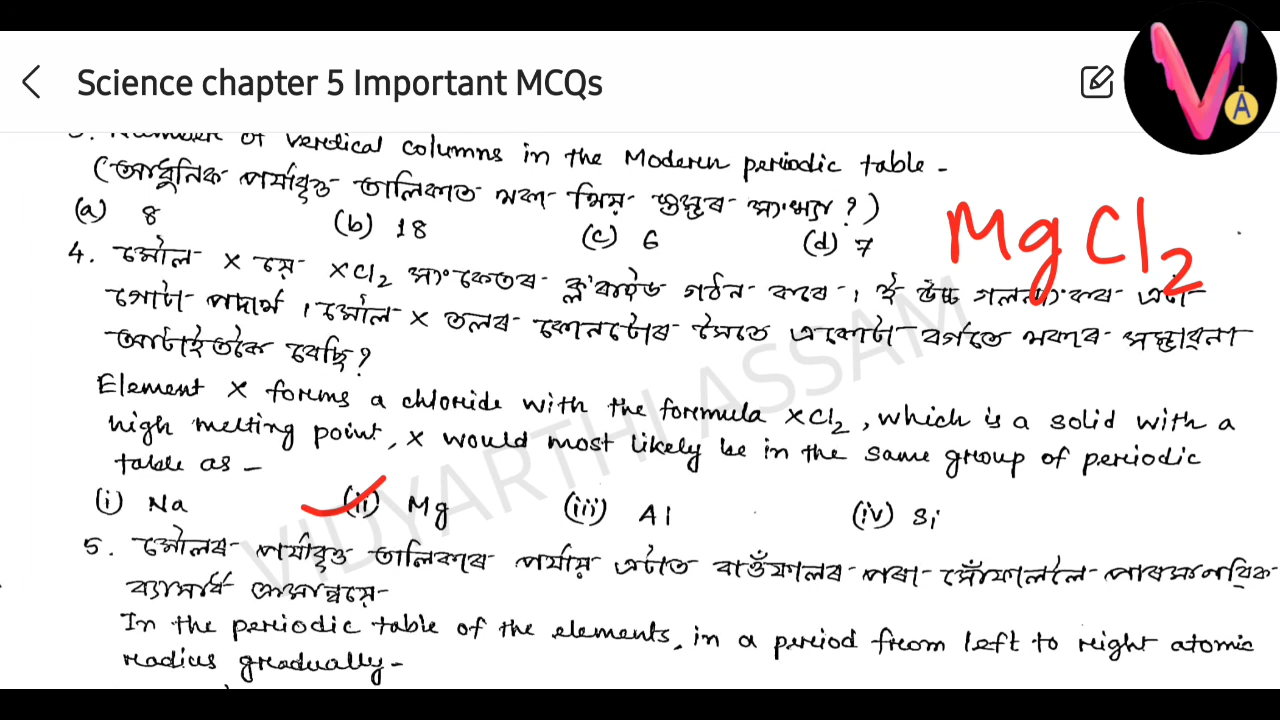 Science chapter 5 Important MCQs
V
A
Number of vertical columns in the Modern periodic table -
(আধুনিক পৰ্যাবৃত্ত তালিকাত থকা থিয় স্তম্ভৰ সংখ্যা ?)
(a) 8 (b) 18 (c) 6 (d) 7
MgCl2
4. মৌল X য়ে XCl2 সংকেতৰ ক্ল'ৰাইড গঠন কৰে । ই উচ্চ গলনাংকৰ এটা
গোটা পদাৰ্থ । মৌল X তলৰ কোনটোৰ সৈতে একেটা বৰ্গতে থকাৰ সম্ভাৱনা
আটাইতকৈ বেছি ?
Element X forms a chloride with the formula XCl2, which is a solid with a
high melting point, X would most likely be in the same group of periodic
table as -
(i) Na (ii) Mg (iii) Al (iv) Si
5. মৌলৰ পৰ্যাবৃত্ত তালিকাৰ পৰ্যায় এটাত বাওঁফালৰ পৰা সোঁফাললৈ পাৰমাণৱিক
ব্যাসাৰ্ধ ক্ৰমান্বয়ে-
In the periodic table of the elements, in a period from left to right atomic
radius gradually-
VIDYARTHI ASSAM